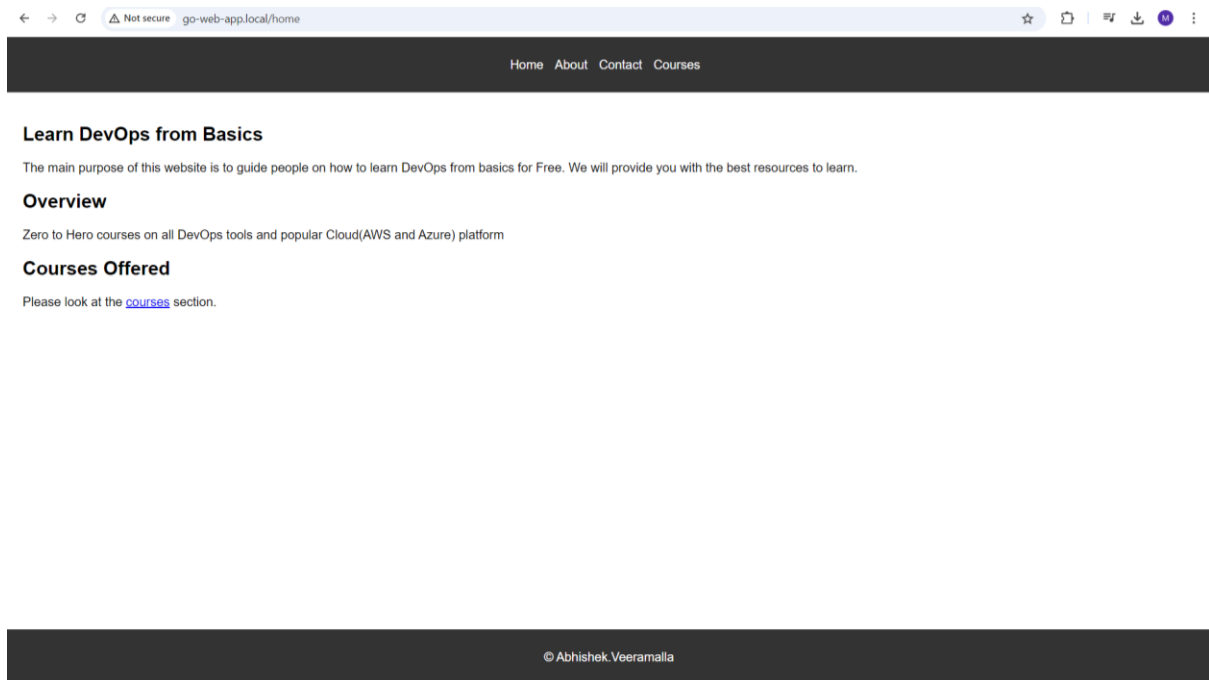 Not secure go-web-app.local/home
M
Home About Contact Courses
Learn DevOps from Basics
The main purpose of this website is to guide people on how to learn DevOps from basics for Free. We will provide you with the best resources to learn.
Overview
Zero to Hero courses on all DevOps tools and popular Cloud(AWS and Azure) platform
Courses Offered
Please look at the courses section.
© Abhishek.Veeramalla